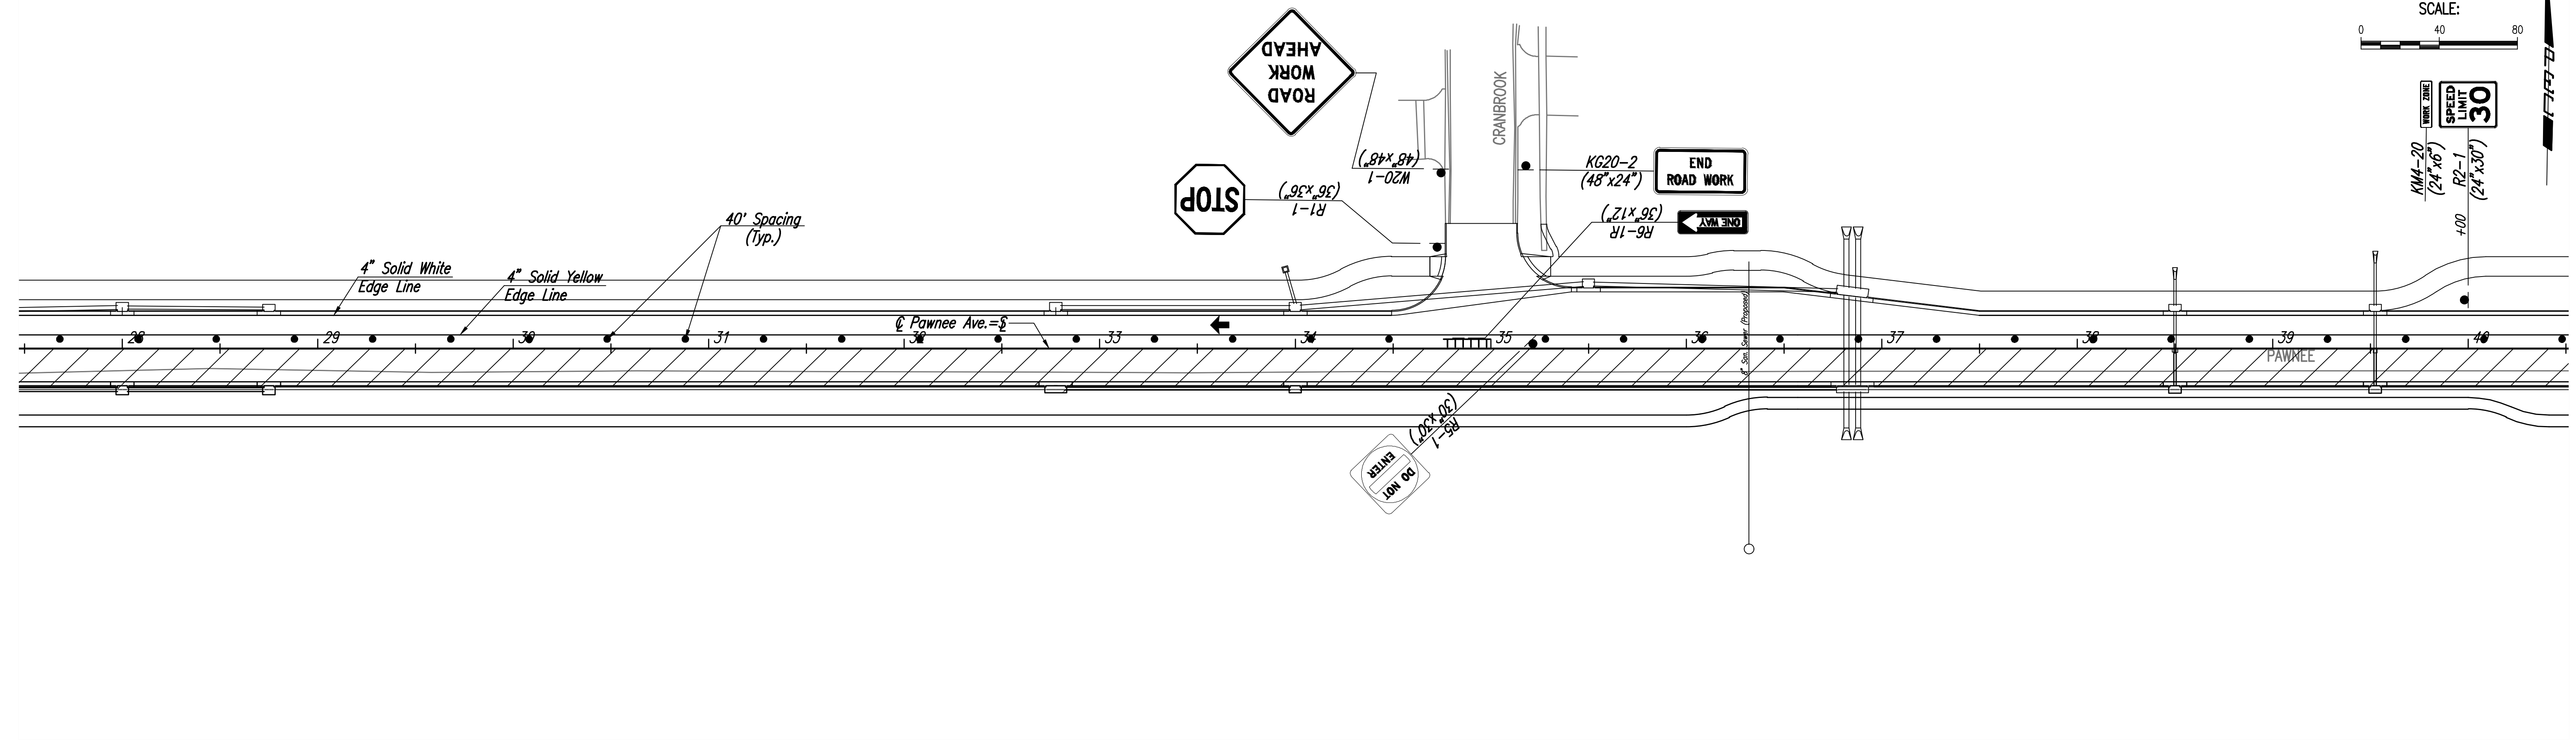 SCALE:
0 40 80
ROAD
WORK
AHEAD
W20-1
(48"x48")
STOP
R1-1
(36"x36")
CRANBROOK
KG20-2
(48"x24")
END
ROAD WORK
R6-1R
(36"x12")
ONE WAY
WORK ZONE
KM4-20
(24"x6")
SPEED
LIMIT
30
R2-1
(24"x30")
+00
40' Spacing
(Typ.)
4" Solid White
Edge Line
4" Solid Yellow
Edge Line
℄ Pawnee Ave.=
28 29 30 31 32 33 34 35 36 37 38 39 40
8" San. Sewer (Proposed)
PAWNEE
R5-1
(30"x30")
DO NOT
ENTER